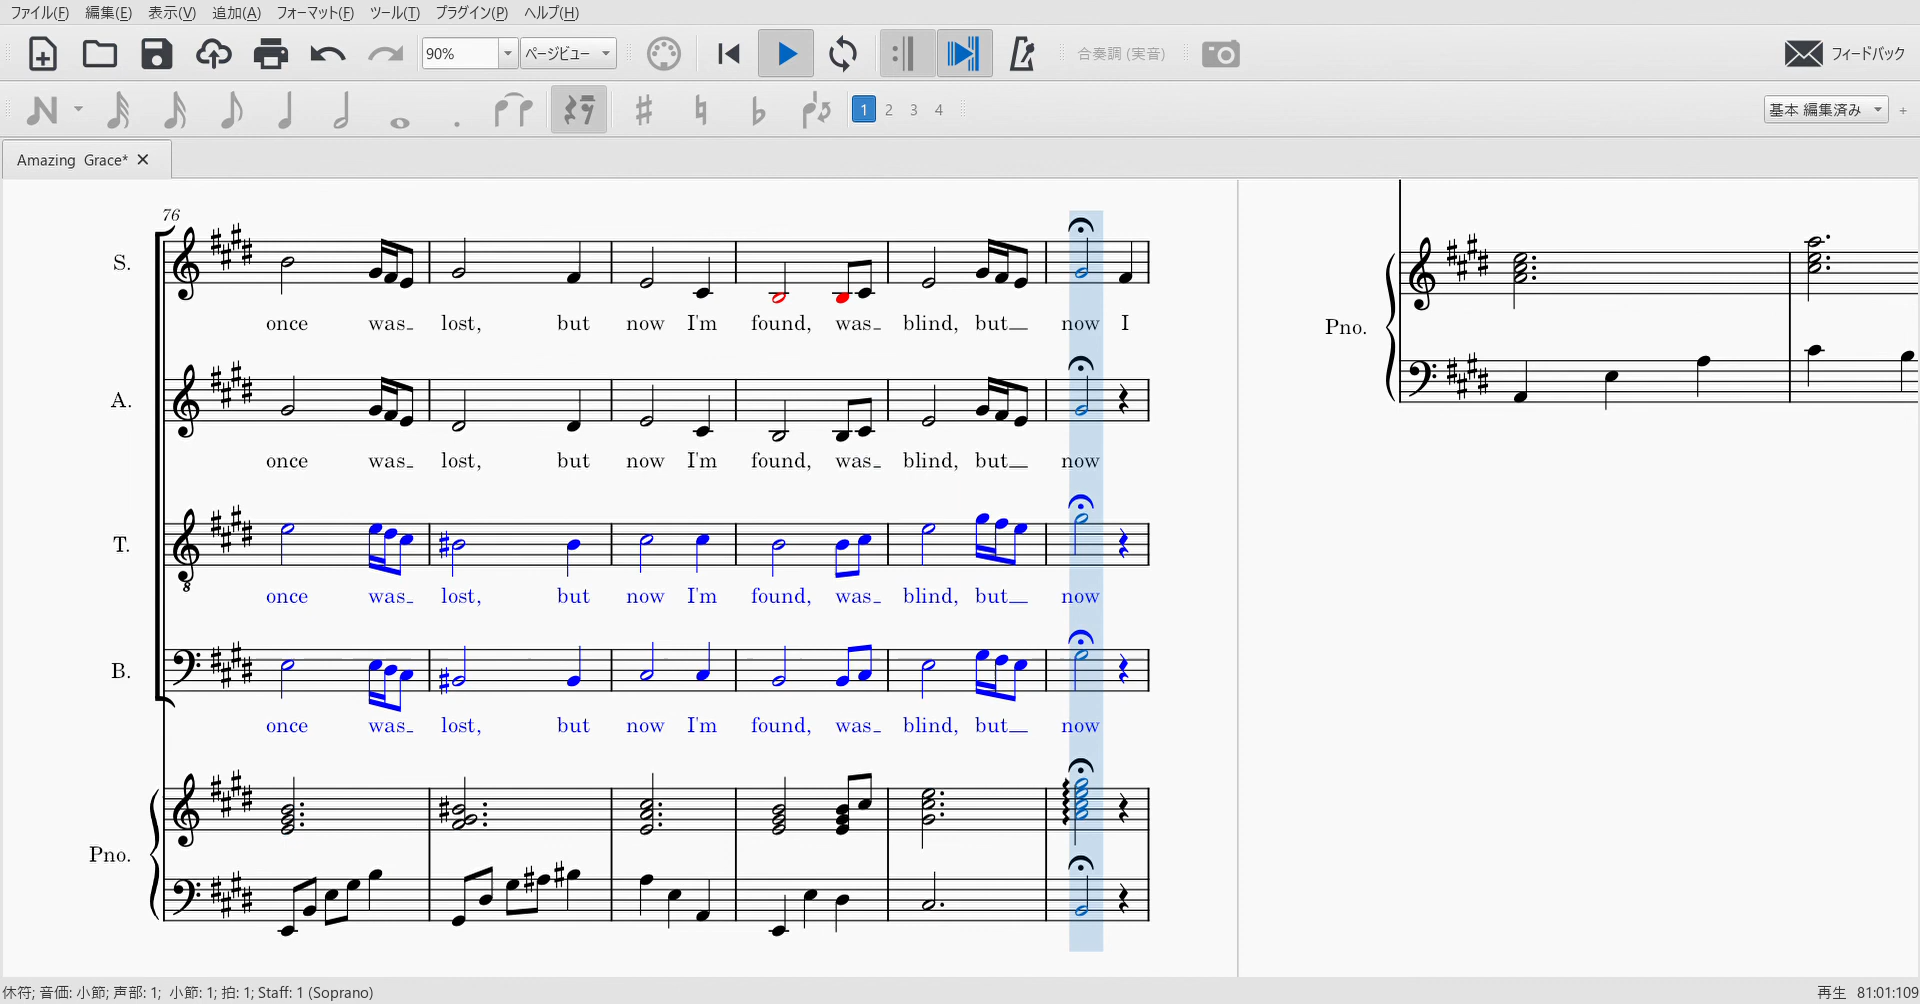 ファイル(F) 編集(E) 表示(V) 追加(A) フォーマット(F) ツール(T) プラグイン(P) ヘルプ(H)
90% ページビュー 合奏調 (実音) フィードバック
1 2 3 4 基本 編集済み +
Amazing Grace*
76
S.
once was_ lost, but now I'm found, was_ blind, but_ now I
A.
once was_ lost, but now I'm found, was_ blind, but_ now
T.
8
once was_ lost, but now I'm found, was_ blind, but_ now
B.
once was_ lost, but now I'm found, was_ blind, but_ now
Pno.
Pno.
休符; 音価: 小節; 声部: 1; 小節: 1; 拍: 1; Staff: 1 (Soprano) 再生 81:01:109